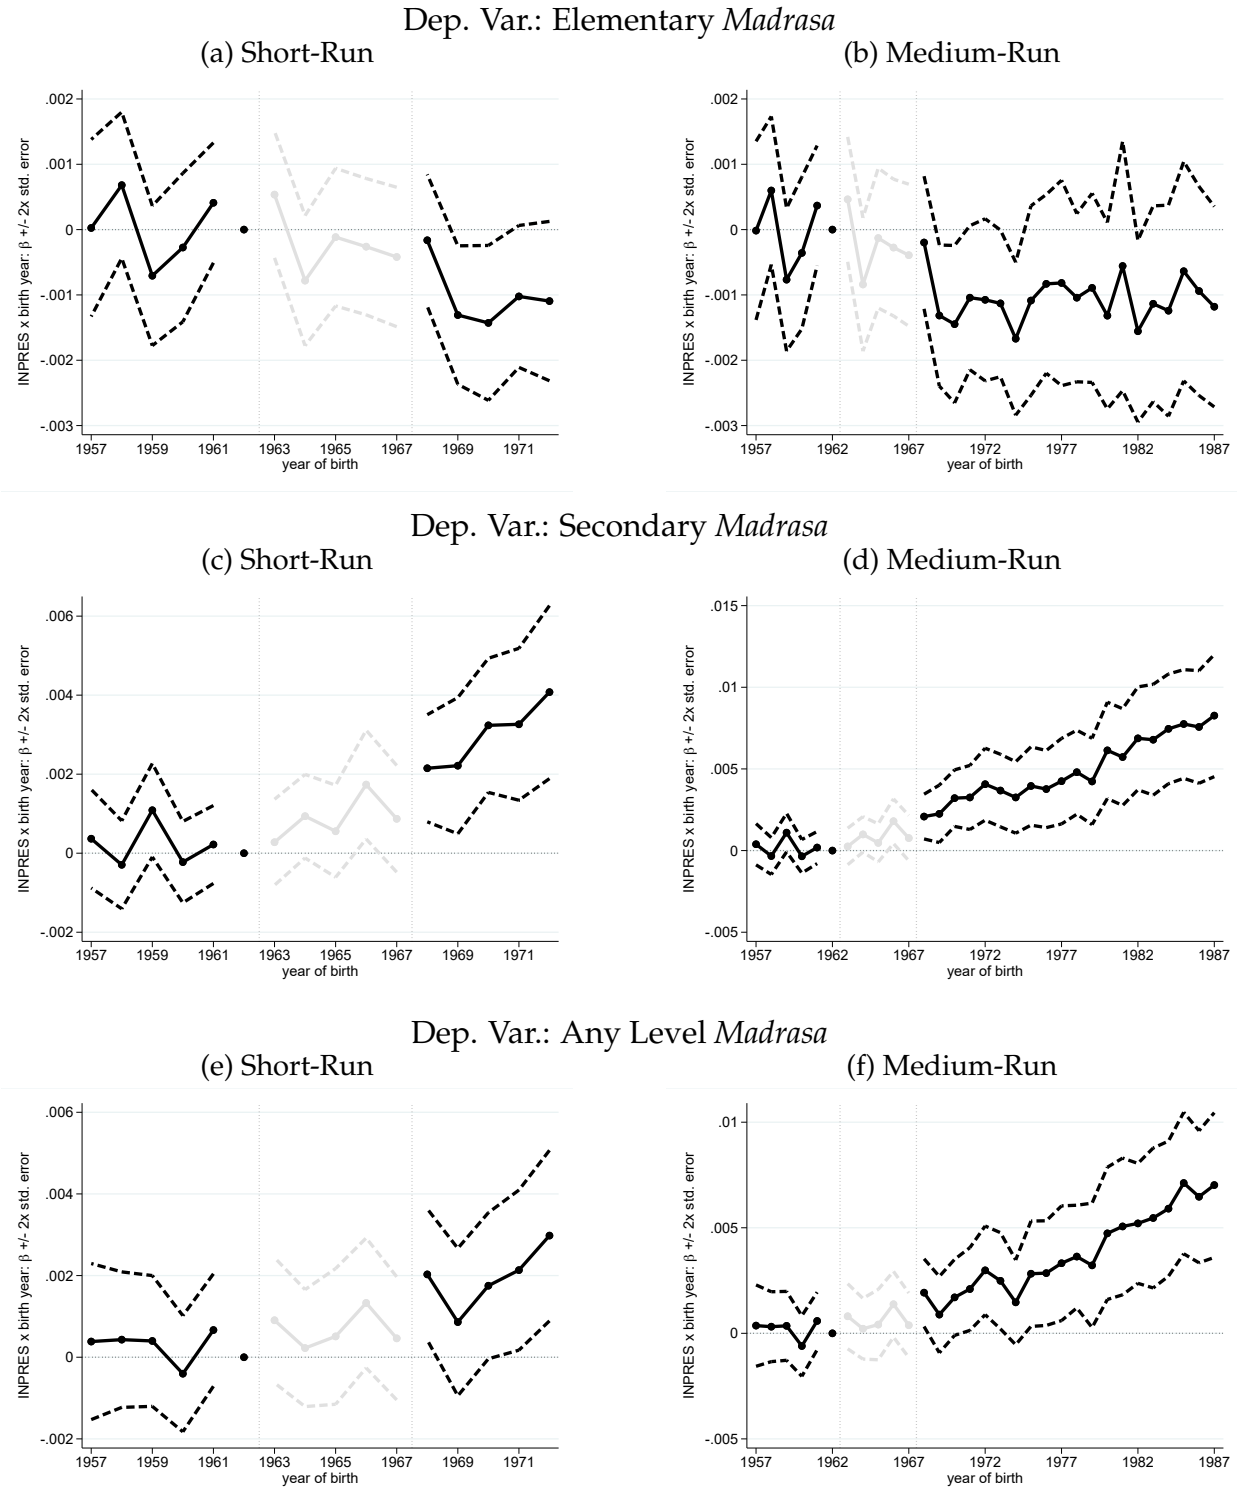 Dep. Var.: Elementary Madrasa
(a) Short-Run
.002
.001
0
-.001
-.002
-.003
INPRES x birth year: β +/- 2x std. error
1957 1959 1961 1963 1965 1967 1969 1971
year of birth
(b) Medium-Run
.002
.001
0
-.001
-.002
-.003
INPRES x birth year: β +/- 2x std. error
1957 1962 1967 1972 1977 1982 1987
year of birth
Dep. Var.: Secondary Madrasa
(c) Short-Run
.006
.004
.002
0
-.002
INPRES x birth year: β +/- 2x std. error
1957 1959 1961 1963 1965 1967 1969 1971
year of birth
(d) Medium-Run
.015
.01
.005
0
-.005
INPRES x birth year: β +/- 2x std. error
1957 1962 1967 1972 1977 1982 1987
year of birth
Dep. Var.: Any Level Madrasa
(e) Short-Run
.006
.004
.002
0
-.002
INPRES x birth year: β +/- 2x std. error
1957 1959 1961 1963 1965 1967 1969 1971
year of birth
(f) Medium-Run
.01
.005
0
-.005
INPRES x birth year: β +/- 2x std. error
1957 1962 1967 1972 1977 1982 1987
year of birth